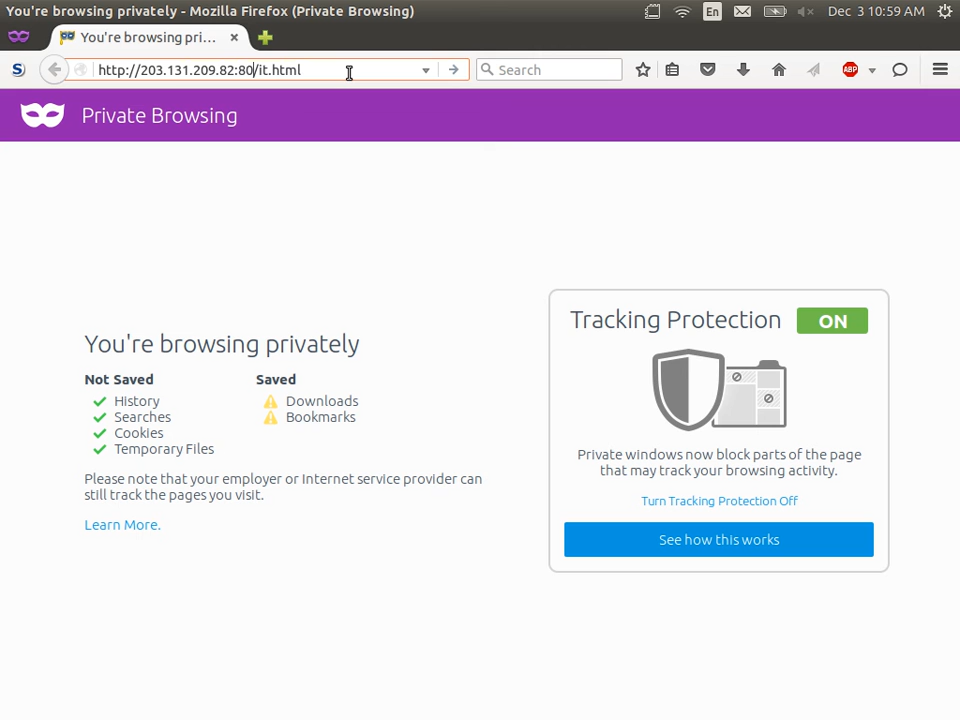 You're browsing privately - Mozilla Firefox (Private Browsing)
En
Dec 3 10:59 AM
You're browsing pri...
S
http://203.131.209.82:80/it.html
Search
ABP
Private Browsing
You're browsing privately
Not Saved
History
Searches
Cookies
Temporary Files
Saved
Downloads
Bookmarks
Please note that your employer or Internet service provider can
still track the pages you visit.
Learn More.
Tracking Protection ON
Private windows now block parts of the page
that may track your browsing activity.
Turn Tracking Protection Off
See how this works